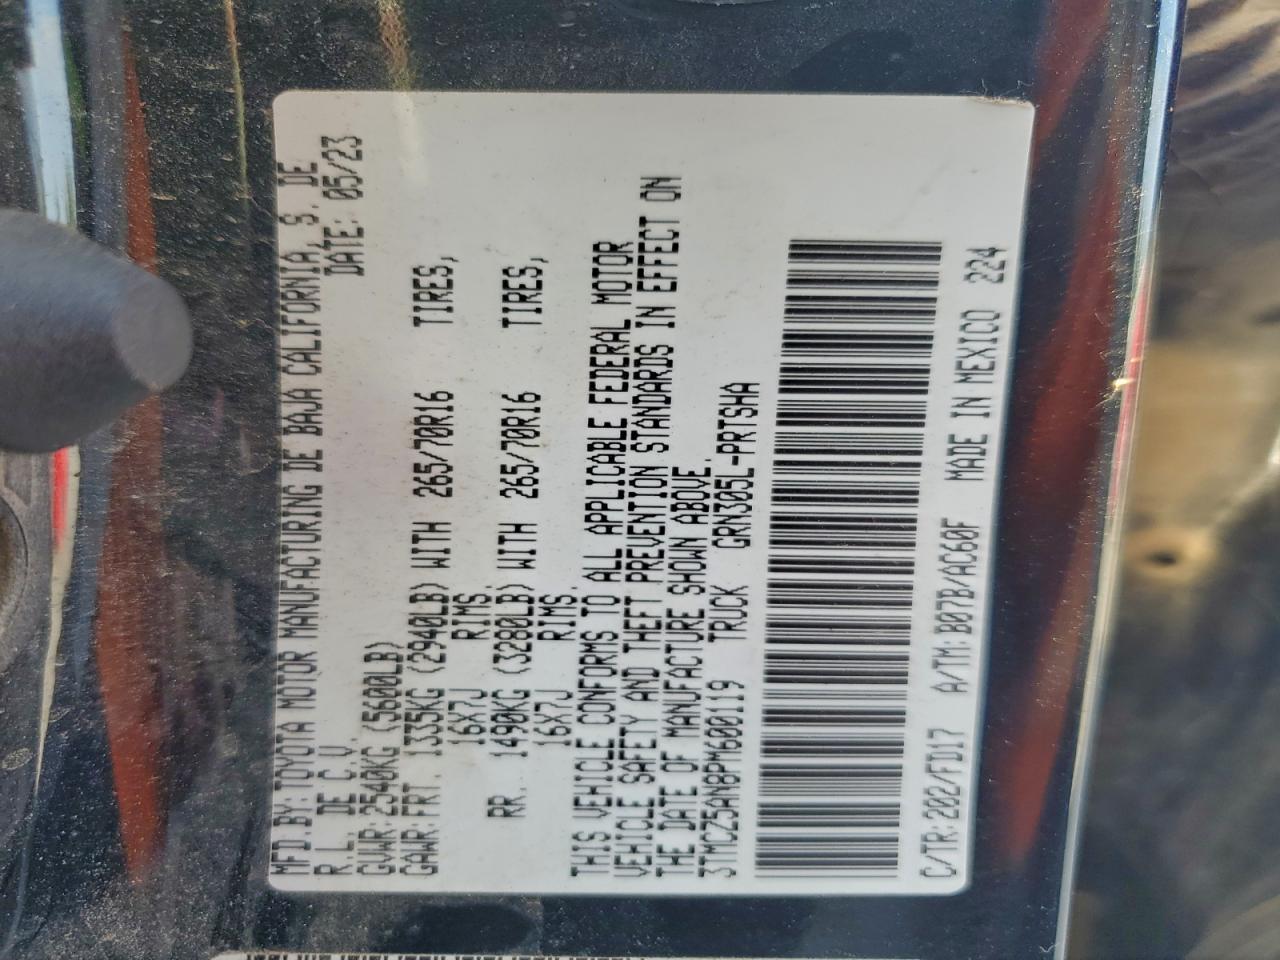 MFD.BY:TOYOTA MOTOR MANUFACTURING DE BAJA CALIFORNIA, S. DE
R.L. DE C.V. DATE: 05/23
GVWR:2540KG (5600LB)
GAWR:FRT. 1335KG (2940LB) WITH 265/70R16 TIRES,
16X7J RIMS,
RR. 1490KG (3280LB) WITH 265/70R16 TIRES,
16X7J RIMS,
THIS VEHICLE CONFORMS TO ALL APPLICABLE FEDERAL MOTOR
VEHICLE SAFETY AND THEFT PREVENTION STANDARDS IN EFFECT ON
THE DATE OF MANUFACTURE SHOWN ABOVE.
3TMCZ5AN8PM600119 TRUCK GRN305L-PRTSHA
C/TR:202/FD17 A/TM:B07B/AC60F MADE IN MEXICO 224